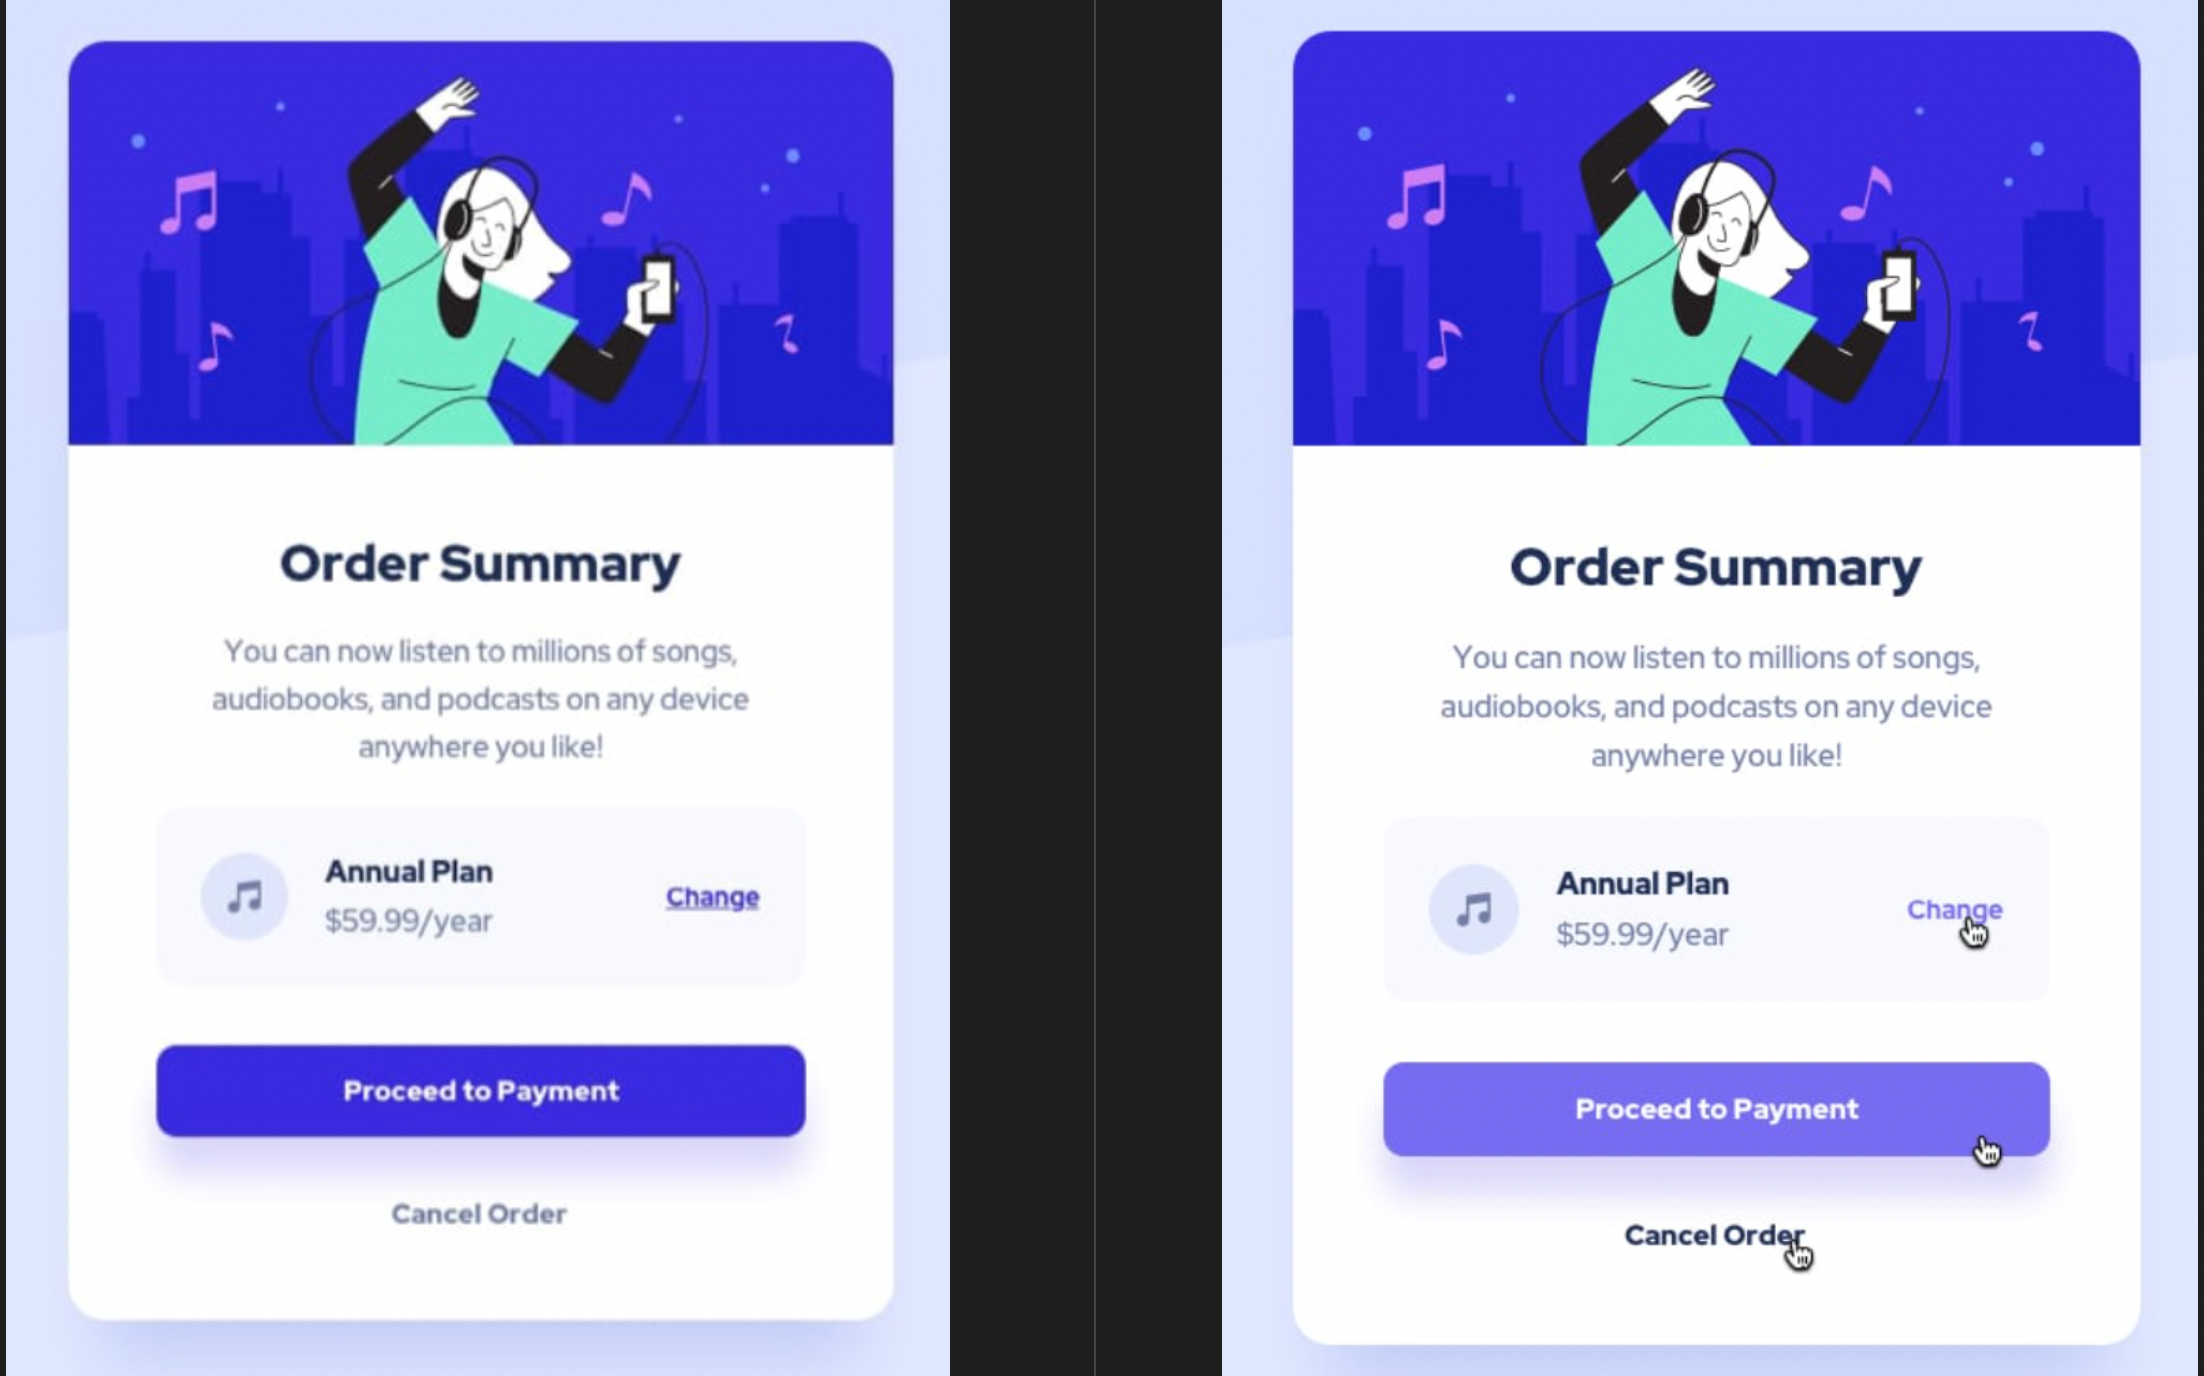 Order Summary
You can now listen to millions of songs,
audiobooks, and podcasts on any device
anywhere you like!
Annual Plan
$59.99/year
Change
Proceed to Payment
Cancel Order
Order Summary
You can now listen to millions of songs,
audiobooks, and podcasts on any device
anywhere you like!
Annual Plan
$59.99/year
Change
Proceed to Payment
Cancel Order